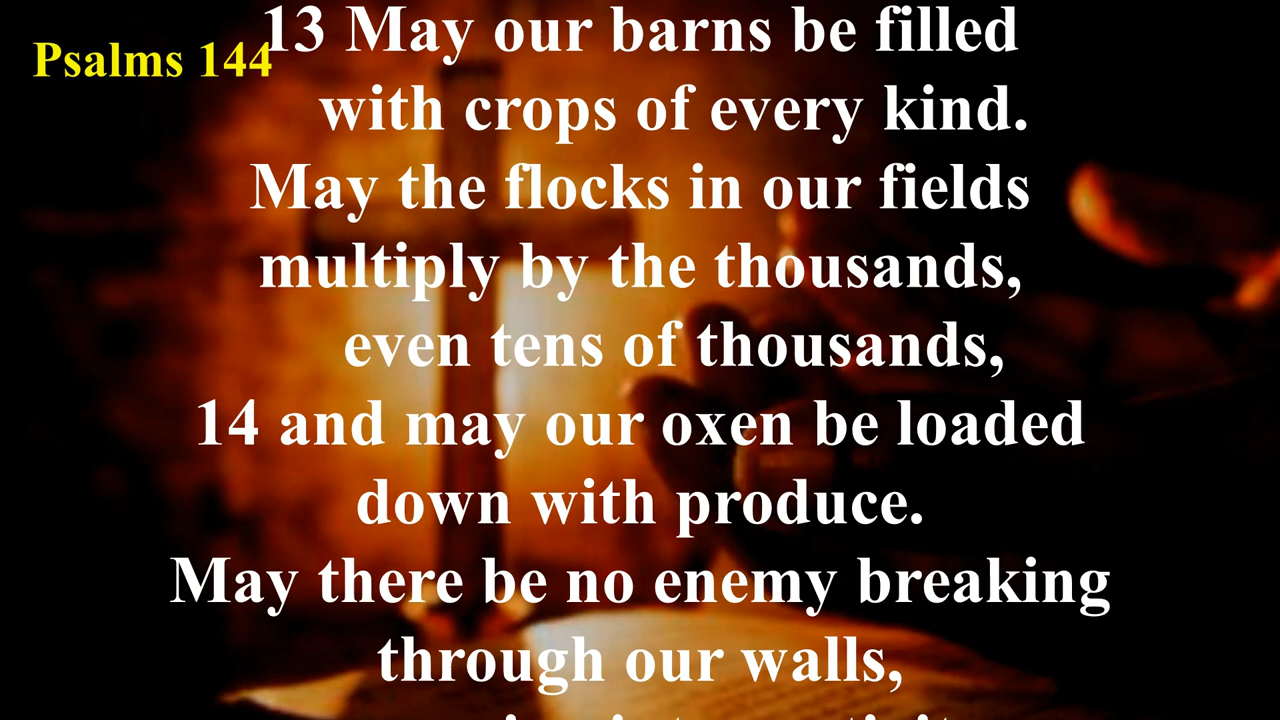 Psalms 144
13 May our barns be filled
with crops of every kind.
May the flocks in our fields
multiply by the thousands,
even tens of thousands,
14 and may our oxen be loaded
down with produce.
May there be no enemy breaking
through our walls,